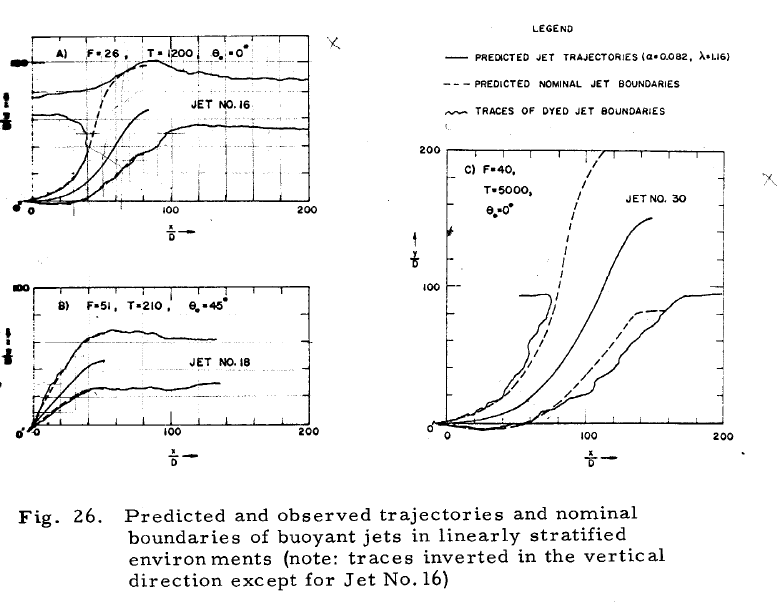 A) F=26, T=1200, θ₀=0°
100
JET NO. 16
0
0 100 200
x/D →
100
B) F=51, T=210, θ₀=45°
JET NO. 18
0
0 100 200
x/D →
LEGEND
PREDICTED JET TRAJECTORIES (α=0.082, λ=1.16)
PREDICTED NOMINAL JET BOUNDARIES
TRACES OF DYED JET BOUNDARIES
200
C) F=40,
T=5000,
θ₀=0°
JET NO. 30
y/D →
100
0
0 100 200
x/D →
Fig. 26. Predicted and observed trajectories and nominal
boundaries of buoyant jets in linearly stratified
environments (note: traces inverted in the vertical
direction except for Jet No. 16)